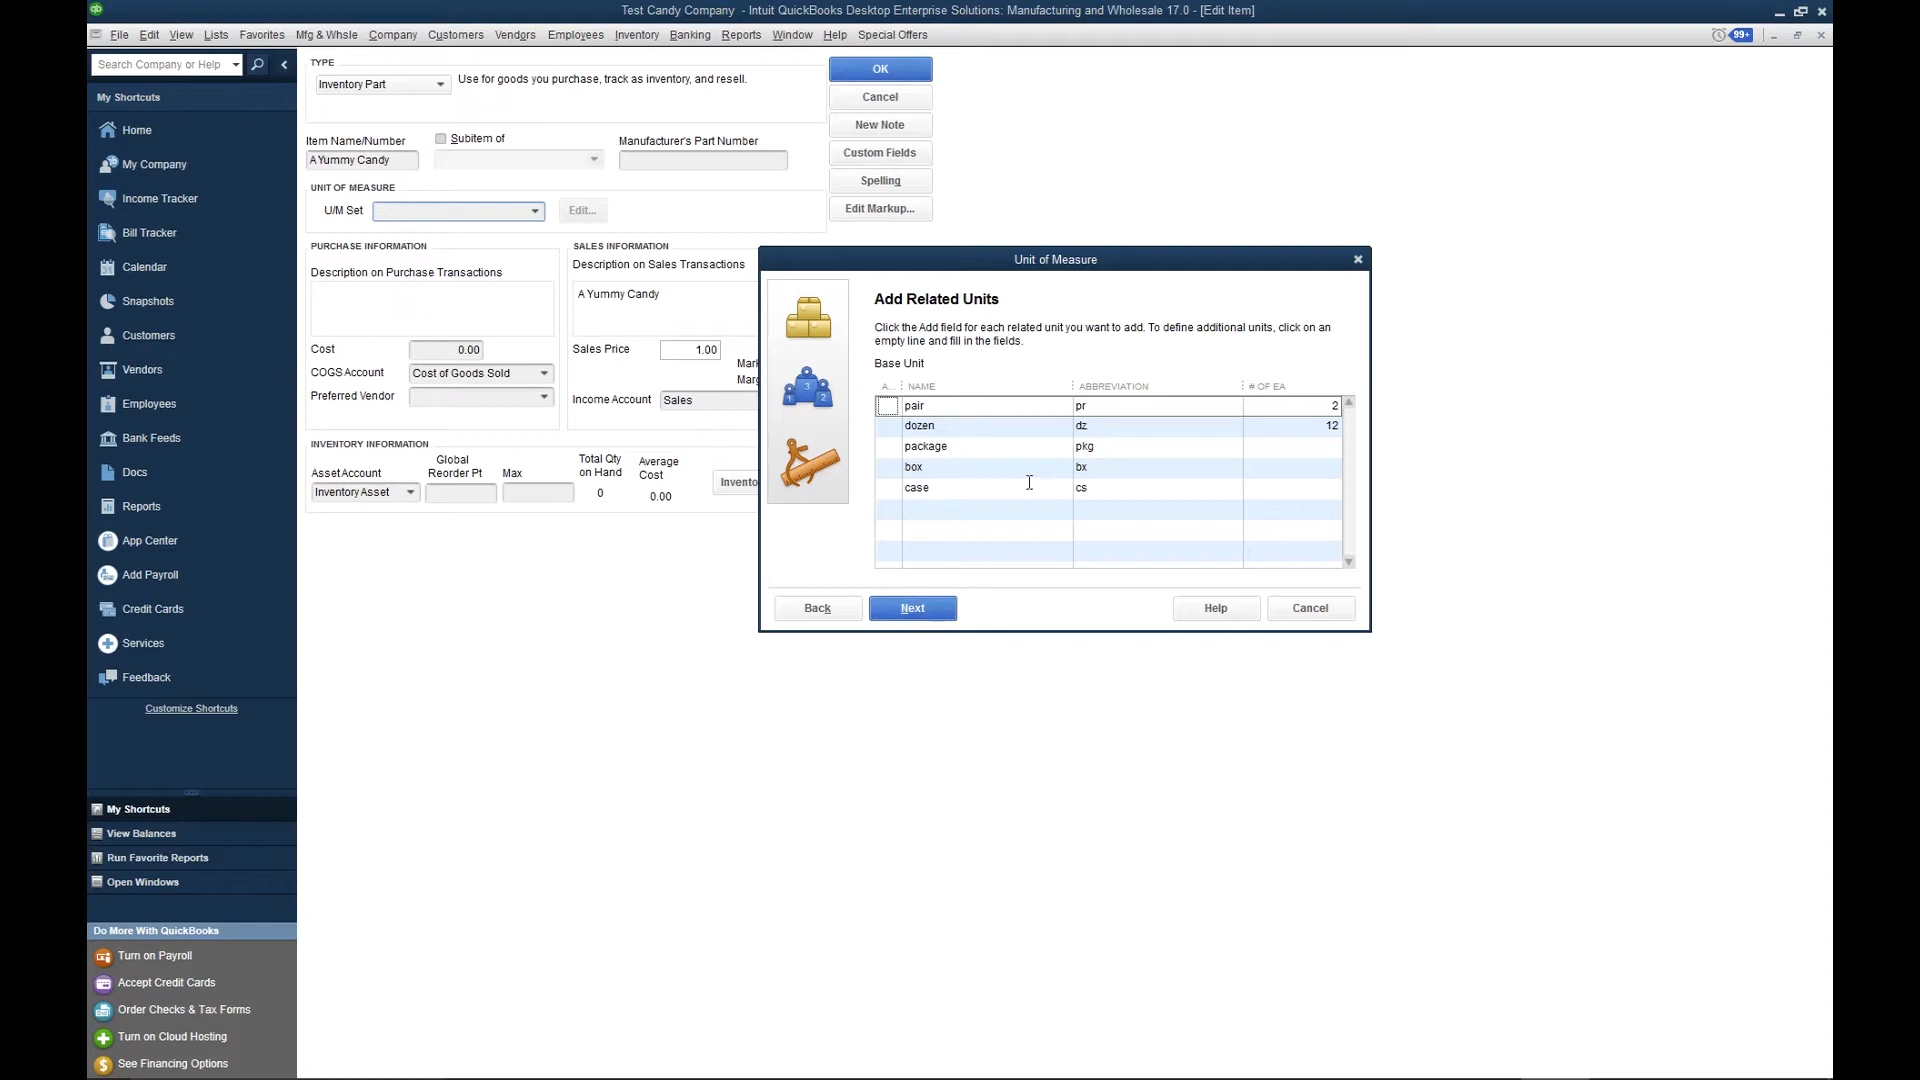 Test Candy Company - Intuit QuickBooks Desktop Enterprise Solutions: Manufacturing and Wholesale 17.0 - [Edit Item]
File Edit View Lists Favorites Mfg & Whsle Company Customers Vendors Employees Inventory Banking Reports Window Help Special Offers
99+
Search Company or Help
My Shortcuts
Home
My Company
Income Tracker
Bill Tracker
Calendar
Snapshots
Customers
Vendors
Employees
Bank Feeds
Docs
Reports
App Center
Add Payroll
Credit Cards
Services
Feedback
Customize Shortcuts
My Shortcuts
View Balances
Run Favorite Reports
Open Windows
Do More With QuickBooks
Turn on Payroll
Accept Credit Cards
Order Checks & Tax Forms
Turn on Cloud Hosting
See Financing Options
TYPE
Inventory Part
Use for goods you purchase, track as inventory, and resell.
Item Name/Number
Subitem of
Manufacturer's Part Number
A Yummy Candy
UNIT OF MEASURE
U/M Set
Edit...
PURCHASE INFORMATION
Description on Purchase Transactions
Cost 0.00
COGS Account Cost of Goods Sold
Preferred Vendor
SALES INFORMATION
Description on Sales Transactions
A Yummy Candy
Sales Price 1.00
Mar
Mar
Income Account Sales
INVENTORY INFORMATION
Asset Account
Inventory Asset
Global
Reorder Pt
Max
Total Qty
on Hand
0
Average
Cost
0.00
Invento
OK
Cancel
New Note
Custom Fields
Spelling
Edit Markup...
Unit of Measure
Add Related Units
Click the Add field for each related unit you want to add. To define additional units, click on an
empty line and fill in the fields.
Base Unit
A... NAME ABBREVIATION # OF EA
pair pr 2
dozen dz 12
package pkg
box bx
case cs
Back
Next
Help
Cancel